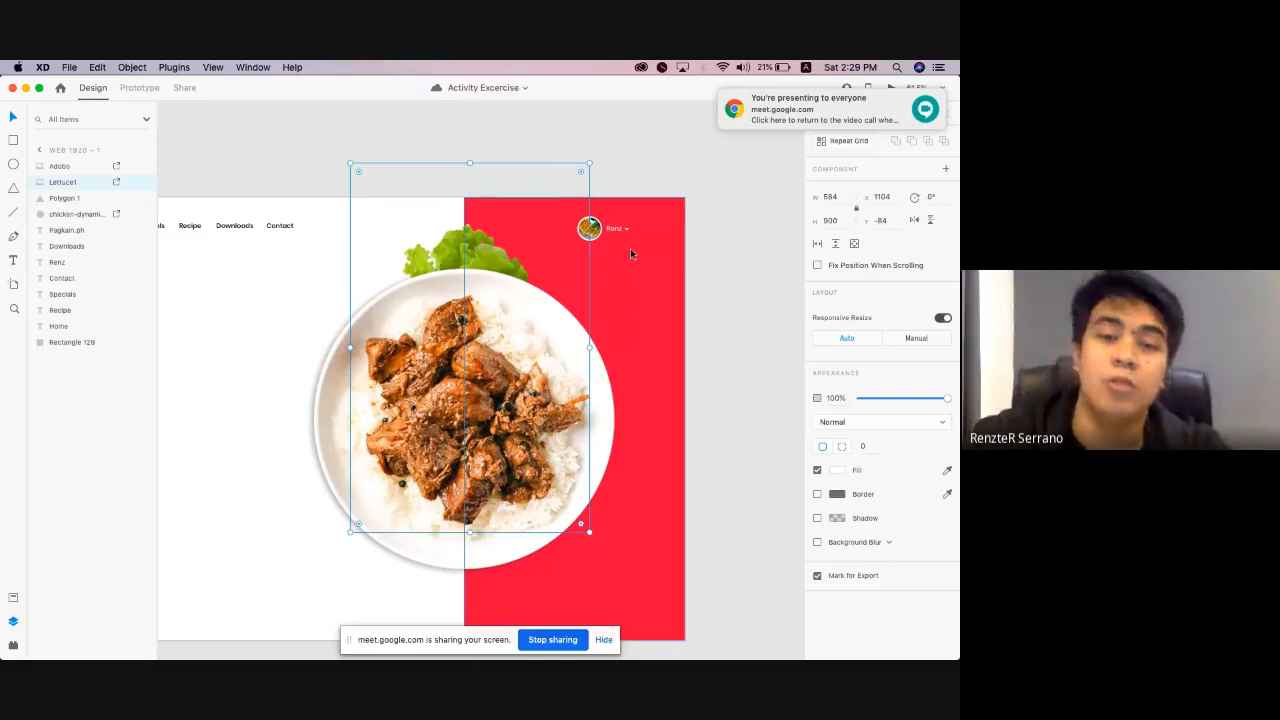 XD File Edit Object Plugins View Window Help
21% A Sat 2:29 PM
Design Prototype Share
Activity Excercise
You're presenting to everyone
meet.google.com
Click here to return to the video call whe...
All Items
Repeat Grid
WEB 1920 – 1
COMPONENT
Adobo
Lettuce1
W 584 X 1104 0°
H 900 Y -84
Polygon 1
chicken-dynami...
Pagkain.ph
Downloads
Renz
Contact
Specials
Recipe
Home
Rectangle 129
als Recipe Downloads Contact
Renz
Fix Position When Scrolling
LAYOUT
Responsive Resize
Auto Manual
APPEARANCE
100%
Normal
0
Fill
Border
Shadow
Background Blur
Mark for Export
RenzteR Serrano
meet.google.com is sharing your screen. Stop sharing Hide